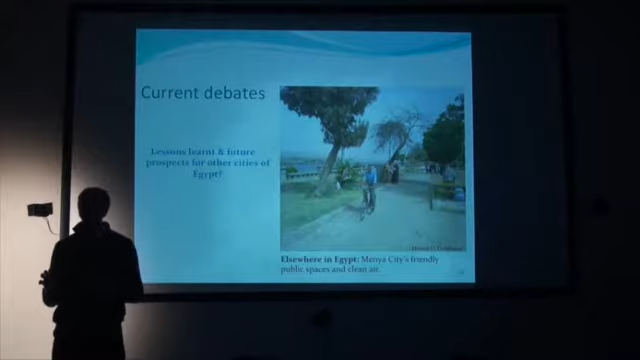 Current debates
Lessons learnt & future
prospects for other cities of
Egypt?
Elsewhere in Egypt: Menya City's friendly
public spaces and clean air.